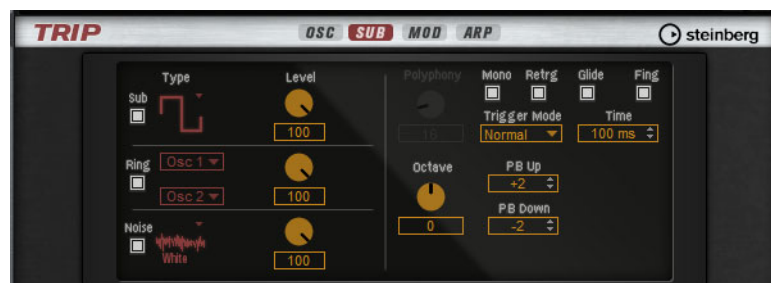 TRIP OSC SUB MOD ARP steinberg
Type Level
Sub
100
Ring Osc 1
Osc 2 100
Noise
White 100
Polyphony Mono Retrg Glide Fing
Trigger Mode Time
16 Normal 100 ms
Octave PB Up
+2
PB Down
0 -2